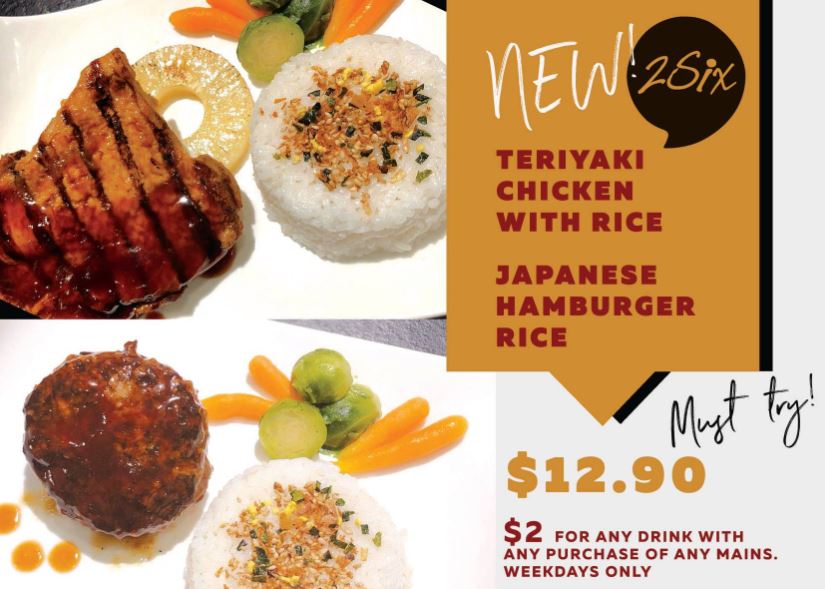 NEW!
2Six
TERIYAKI
CHICKEN
WITH RICE
JAPANESE
HAMBURGER
RICE
Must try!
$12.90
$2 FOR ANY DRINK WITH
ANY PURCHASE OF ANY MAINS.
WEEKDAYS ONLY